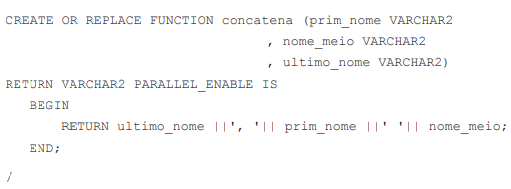 CREATE OR REPLACE FUNCTION concatena (prim_nome VARCHAR2
, nome_meio VARCHAR2
, ultimo_nome VARCHAR2)
RETURN VARCHAR2 PARALLEL_ENABLE IS
BEGIN
RETURN ultimo_nome ||', '|| prim_nome ||' '|| nome_meio;
END;
/